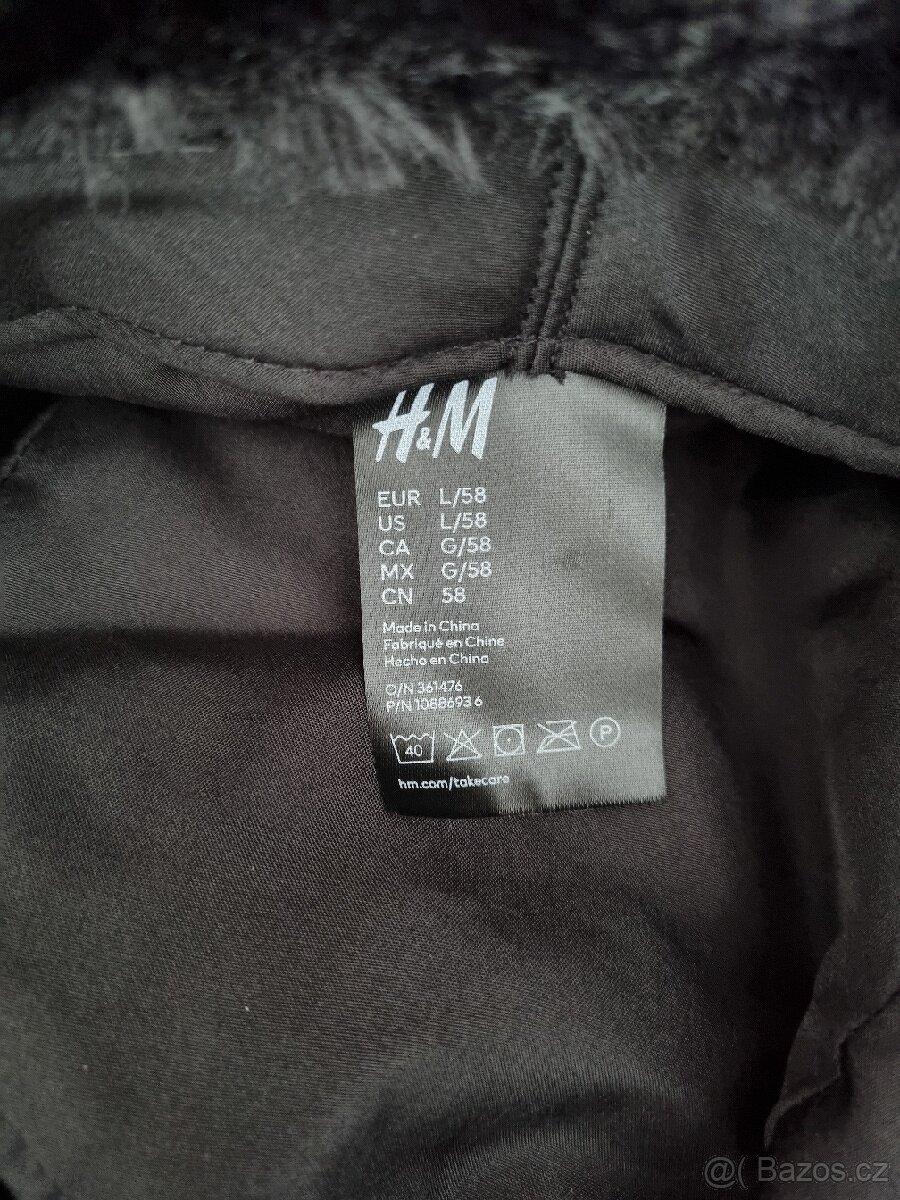 H&M
EUR L/58
US L/58
CA G/58
MX G/58
CN 58
Made in China
Fabriqué en Chine
Hecho en China
O/N 361476
P/N 1088693 6
40
P
hm.com/takecare
@( Bazos.cz